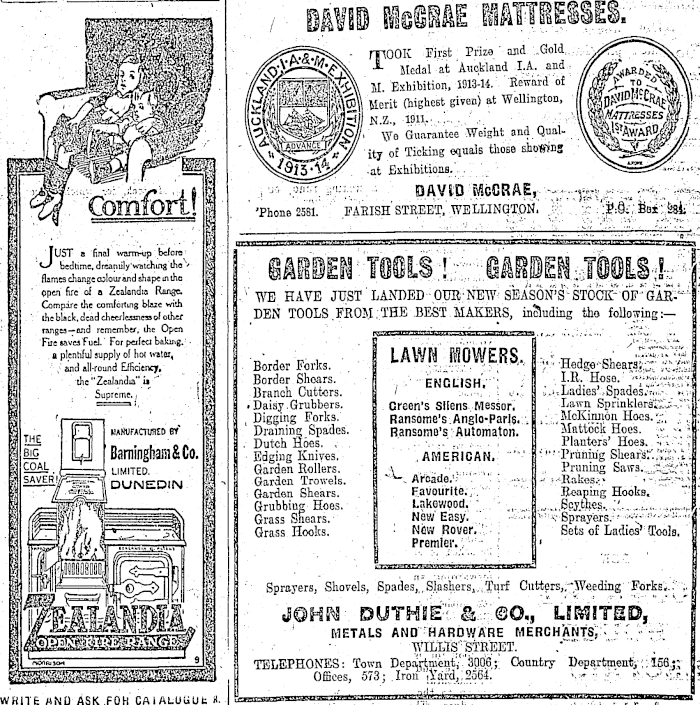 Comfort!
JUST a final warm-up before
bedtime, dreamily watching the
flames change colour and shape in the
open fire of a Zealandia Range.
Compare the comforting blaze with
the black, dead cheerlessness of other
ranges—and remember, the Open
Fire saves Fuel. For perfect baking,
a plentiful supply of hot water,
and all-round Efficiency,
the "Zealandia" is
Supreme.
THE
BIG
COAL
SAVER
MANUFACTURED BY
Barningham & Co.
LIMITED.
DUNEDIN
ZEALANDIA
OPEN FIRE RANGE
9
WRITE AND ASK FOR CATALOGUE
DAVID McCRAE MATTRESSES.
AUCKLAND I.A.&M. EXHIBITION
ADVANCE
1913-14
TOOK First Prize and Gold
Medal at Auckland I.A. and
M. Exhibition, 1913-14. Reward of
Merit (highest given) at Wellington,
N.Z., 1911.
We Guarantee Weight and Qual-
ity of Ticking equals those showing
at Exhibitions.
AWARDED
TO
DAVID McCRAE
MATTRESSES
1st AWARD
DAVID McCRAE,
'Phone 2581. FARISH STREET, WELLINGTON. P.O. Box 984.
GARDEN TOOLS! GARDEN TOOLS!
WE HAVE JUST LANDED OUR NEW SEASON'S STOCK OF GAR-
DEN TOOLS FROM THE BEST MAKERS, including the following:—
Border Forks.
Border Shears.
Branch Cutters.
Daisy Grubbers.
Digging Forks.
Draining Spades.
Dutch Hoes.
Edging Knives.
Garden Rollers.
Garden Trowels.
Garden Shears.
Grubbing Hoes.
Grass Shears.
Grass Hooks.
LAWN MOWERS.
ENGLISH.
Green's Sliens Messor.
Ransome's Anglo-Paris.
Ransome's Automaton.
AMERICAN.
Arcade.
Favourite.
Lakewood.
New Easy.
New Rover.
Premier.
Hedge Shears.
I.R. Hose.
Ladies' Spades.
Lawn Sprinklers.
McKinnon Hoes.
Mattock Hoes.
Planters' Hoes.
Pruning Shears.
Pruning Saws.
Rakes.
Reaping Hooks.
Scythes.
Sprayers.
Sets of Ladies' Tools.
Sprayers, Shovels, Spades, Slashers, Turf Cutters, Weeding Forks.
JOHN DUTHIE & CO., LIMITED,
METALS AND HARDWARE MERCHANTS,
WILLIS STREET.
TELEPHONES: Town Department, 3006; Country Department, 156;
Offices, 573; Iron Yard, 2564.